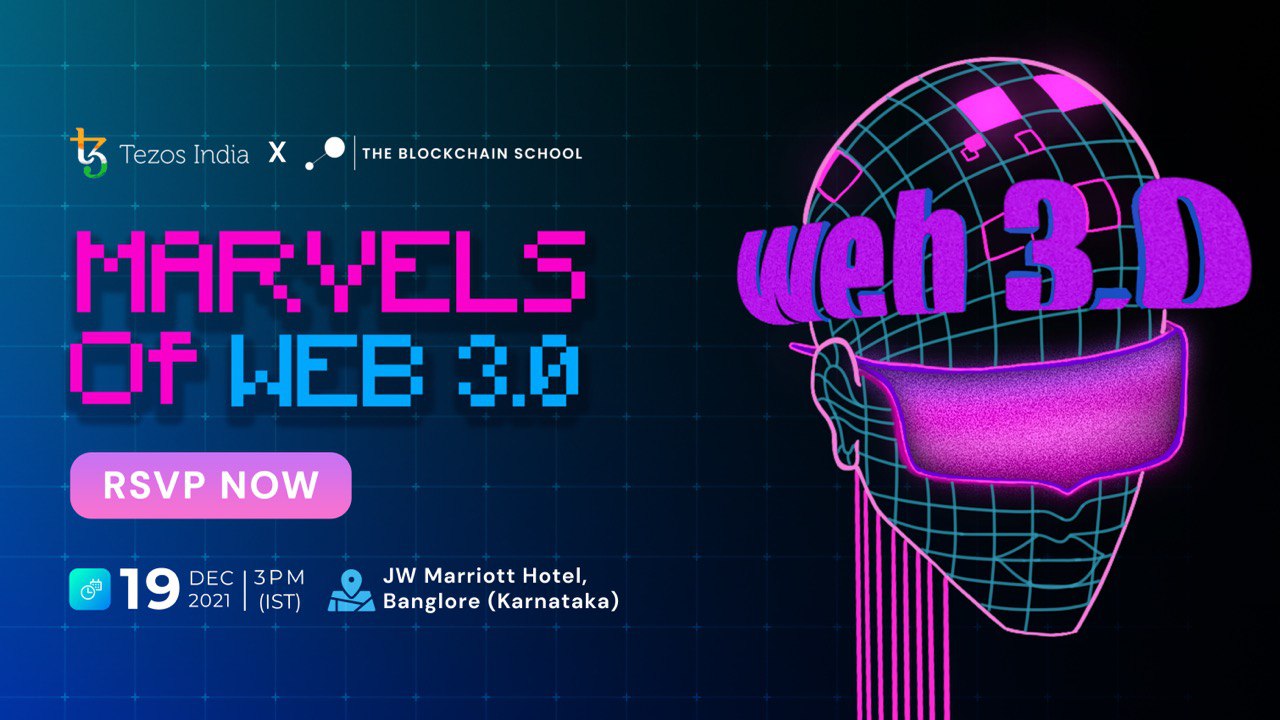 Tezos India X THE BLOCKCHAIN SCHOOL
MARVELS
Of WEB 3.0
web 3.0
RSVP NOW
19 DEC 2021 | 3PM (IST)
JW Marriott Hotel,
Banglore (Karnataka)